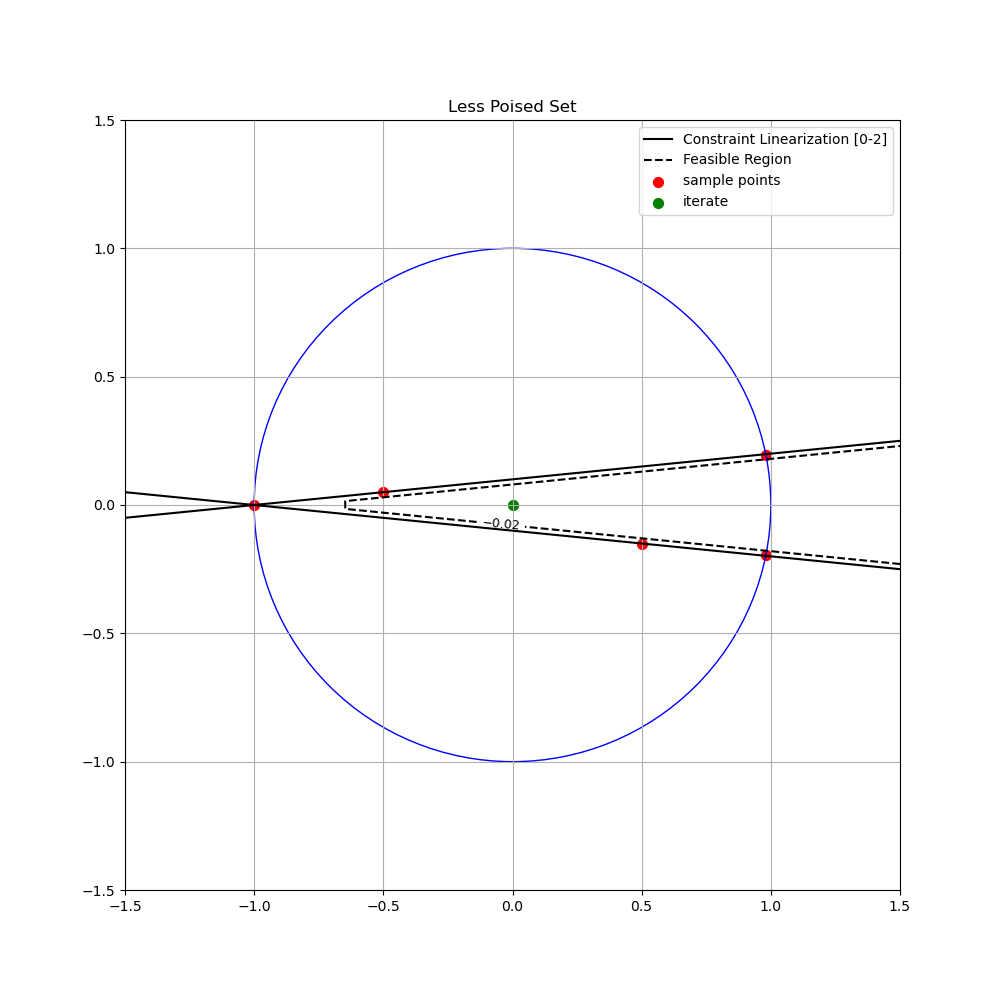 Less Poised Set
Constraint Linearization [0-2]
Feasible Region
sample points
iterate
1.5
1.0
0.5
0.0
−0.5
−1.0
−1.5
−0.02
−1.5 −1.0 −0.5 0.0 0.5 1.0 1.5